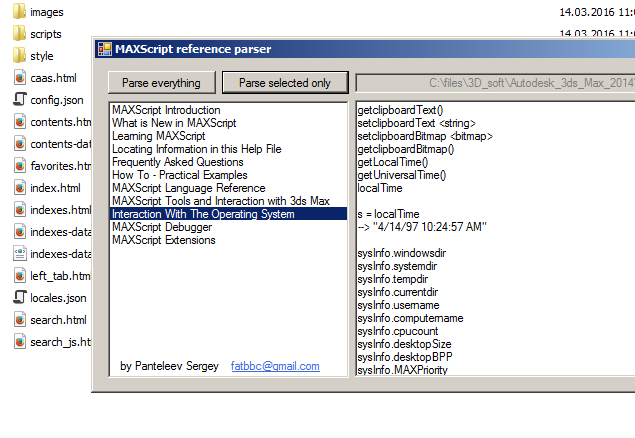 images
14.03.2016 11:0
scripts
14.03.2016 11:0
style
caas.html
config.json
contents.htm
contents-dat
favorites.htm
index.html
indexes.html
indexes-data
indexes-data
left_tab.html
locales.json
search.html
search_js.ht
MAXScript reference parser
Parse everything
Parse selected only
C:\files\3D_soft\Autodesk_3ds_Max_2014\
MAXScript Introduction
What is New in MAXScript
Learning MAXScript
Locating Information in this Help File
Frequently Asked Questions
How To - Practical Examples
MAXScript Language Reference
MAXScript Tools and Interaction with 3ds Max
Interaction With The Operating System
MAXScript Debugger
MAXScript Extensions
by Panteleev Sergey fatbbc@gmail.com
getclipboardText()
setclipboardText <string>
setclipboardBitmap <bitmap>
getclipboardBitmap()
getLocalTime()
getUniversalTime()
localTime
s = localTime
--> "4/14/97 10:24:57 AM"
sysInfo.windowsdir
sysInfo.systemdir
sysInfo.tempdir
sysInfo.currentdir
sysInfo.username
sysInfo.computername
sysInfo.cpucount
sysInfo.desktopSize
sysInfo.desktopBPP
sysInfo.MAXPriority